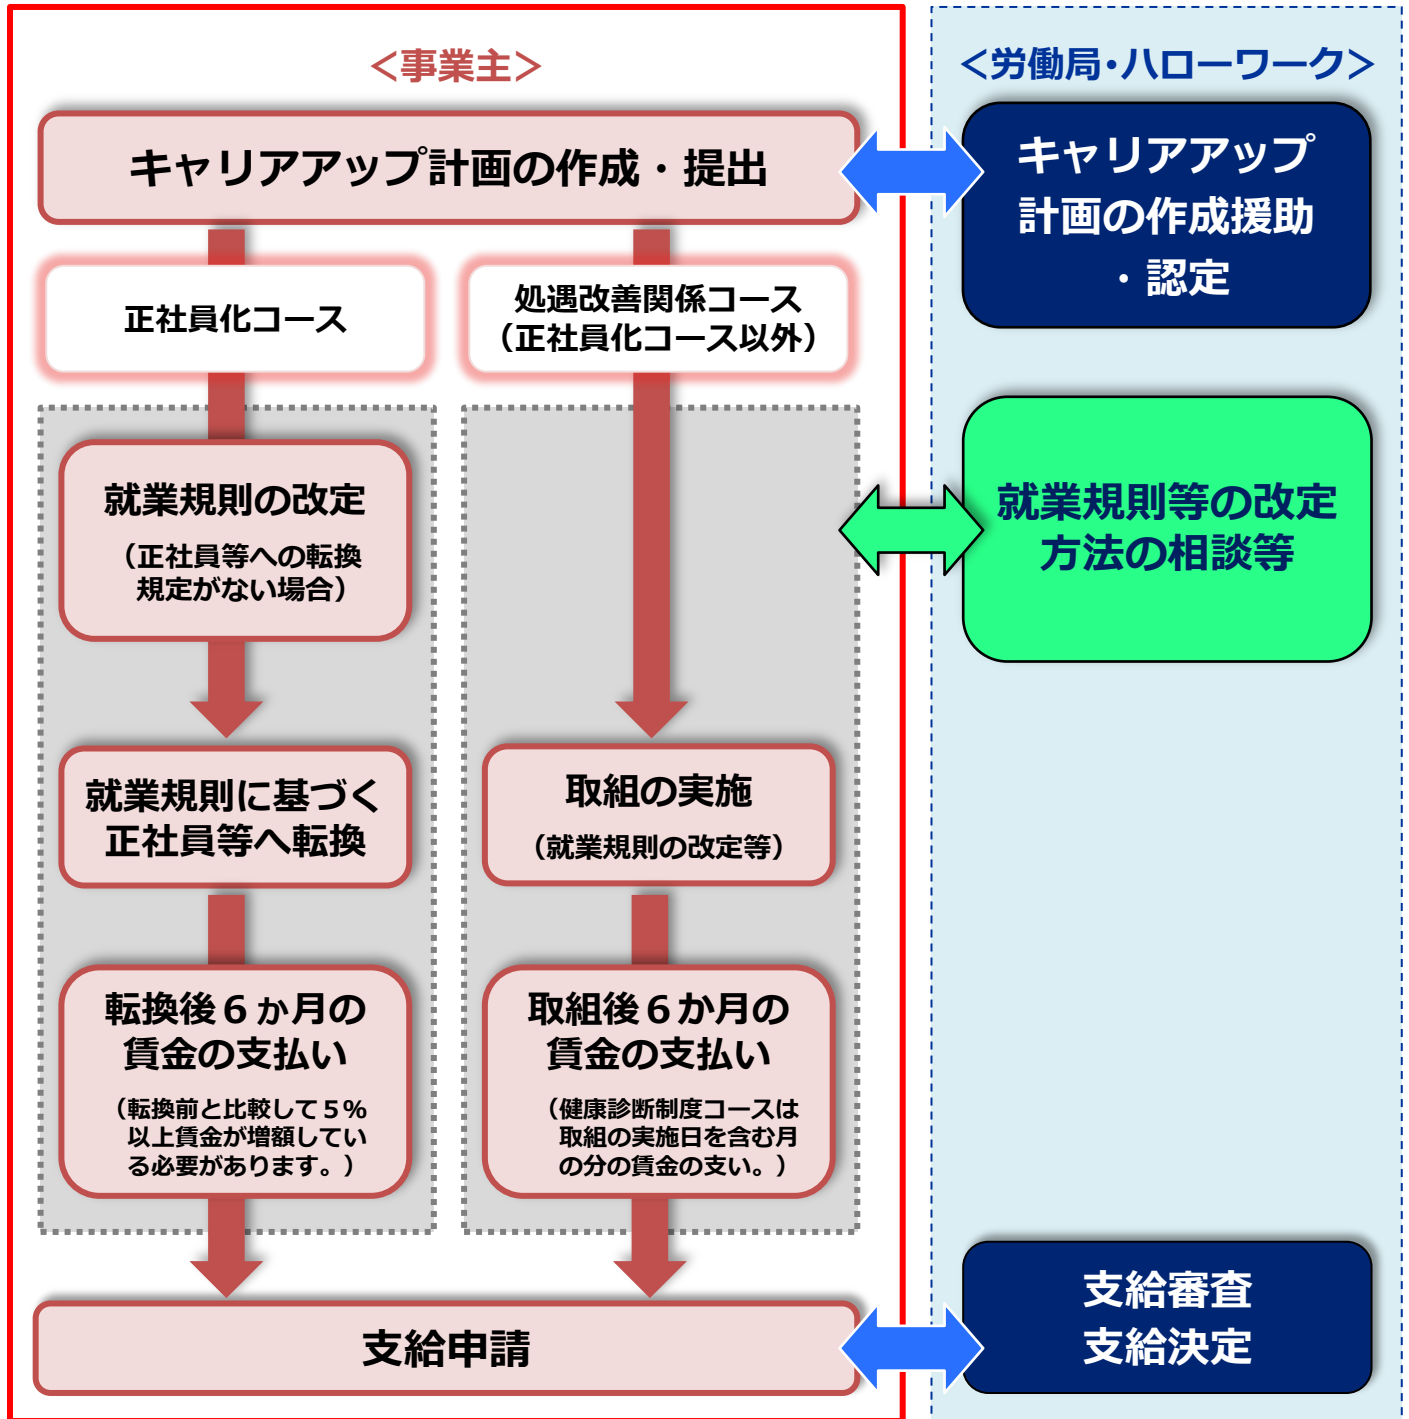 ＜事業主＞
キャリアアップ計画の作成・提出
正社員化コース
処遇改善関係コース
（正社員化コース以外）
就業規則の改定
（正社員等への転換
規定がない場合）
就業規則に基づく
正社員等へ転換
取組の実施
（就業規則の改定等）
転換後６か月の
賃金の支払い
（転換前と比較して５％
以上賃金が増額してい
る必要があります。）
取組後６か月の
賃金の支払い
（健康診断制度コースは
取組の実施日を含む月
の分の賃金の支い。）
支給申請
＜労働局・ハローワーク＞
キャリアアップ
計画の作成援助
・認定
就業規則等の改定
方法の相談等
支給審査
支給決定